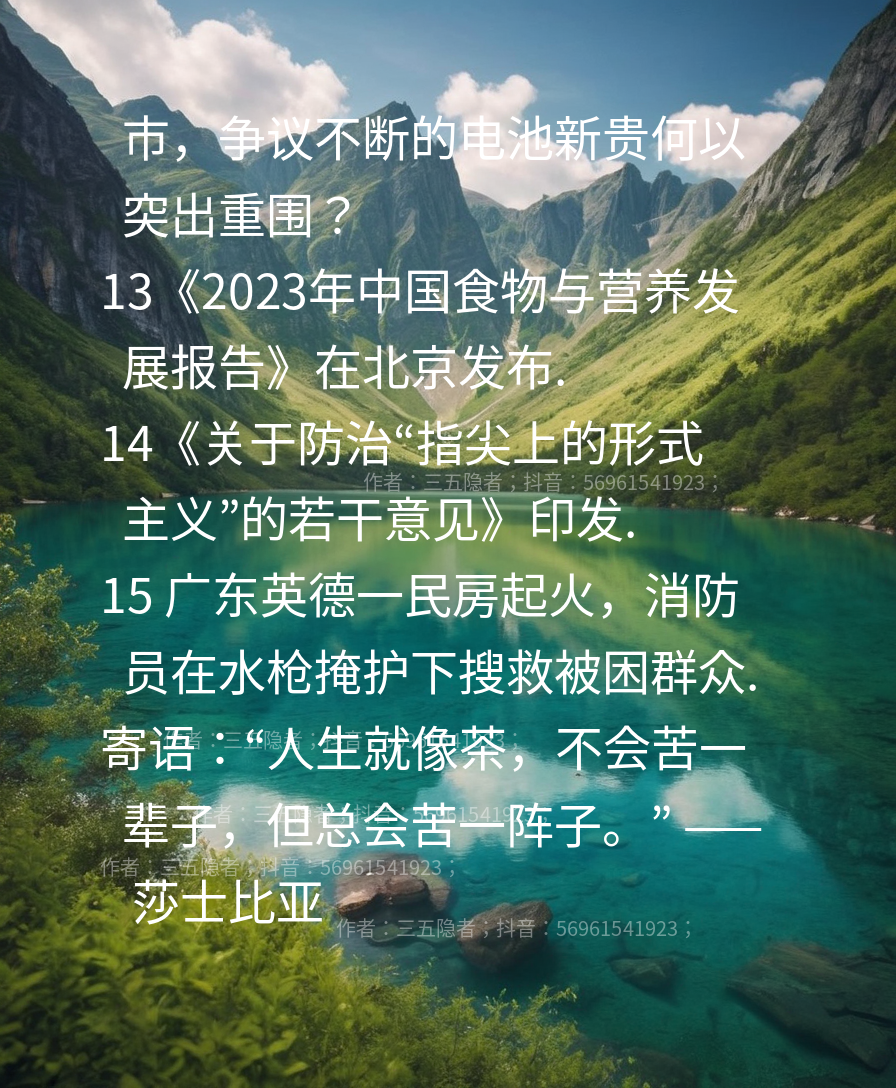 市，争议不断的电池新贵何以
突出重围？
13《2023年中国食物与营养发
展报告》在北京发布.
14《关于防治“指尖上的形式
作者：三五隐者；抖音：56961541923；
主义”的若干意见》印发.
15 广东英德一民房起火，消防
员在水枪掩护下搜救被困群众.
寄语：“人生就像茶，不会苦一
辈子，但总会苦一阵子。” ——
作者；三五隐者；抖音：56961541923；
莎士比亚
作者：三五隐者；抖音：56961541923；